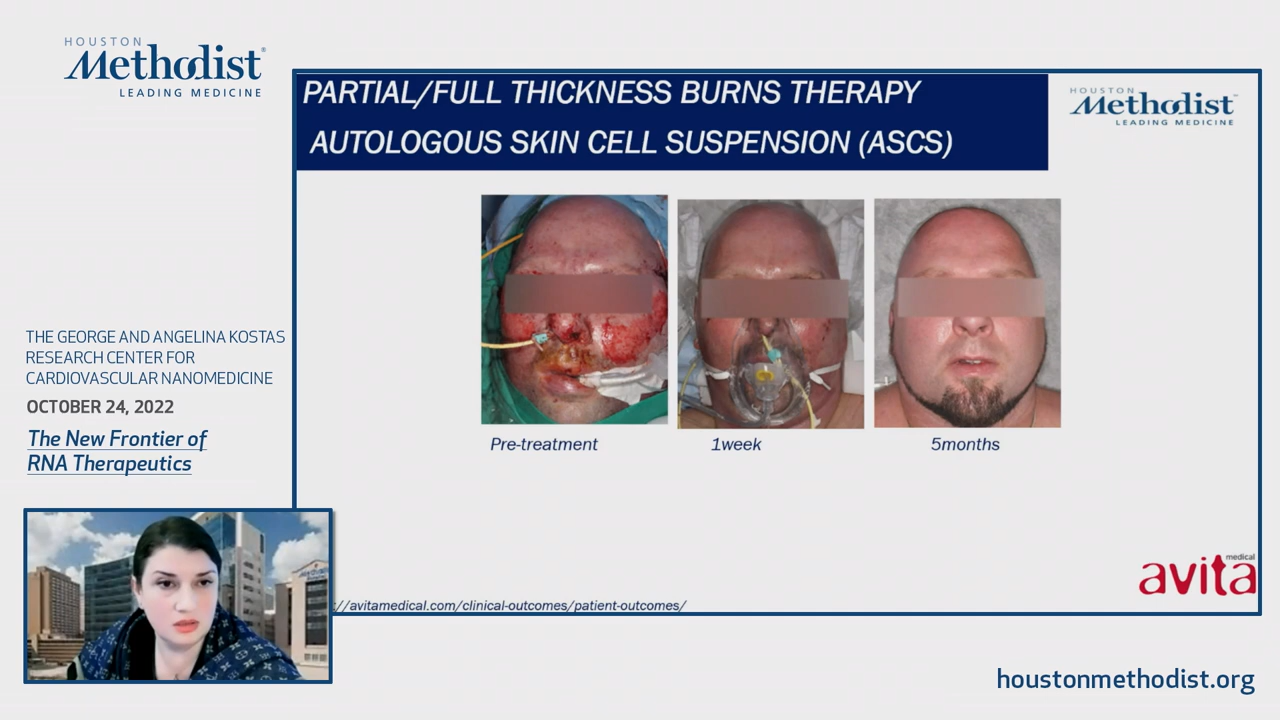 HOUSTON
Methodist
LEADING MEDICINE
PARTIAL/FULL THICKNESS BURNS THERAPY
AUTOLOGOUS SKIN CELL SUSPENSION (ASCS)
HOUSTON
Methodist
LEADING MEDICINE
Pre-treatment
1week
5months
THE GEORGE AND ANGELINA KOSTAS
RESEARCH CENTER FOR
CARDIOVASCULAR NANOMEDICINE
OCTOBER 24, 2022
The New Frontier of
RNA Therapeutics
medical
avita
://avitamedical.com/clinical-outcomes/patient-outcomes/
houstonmethodist.org